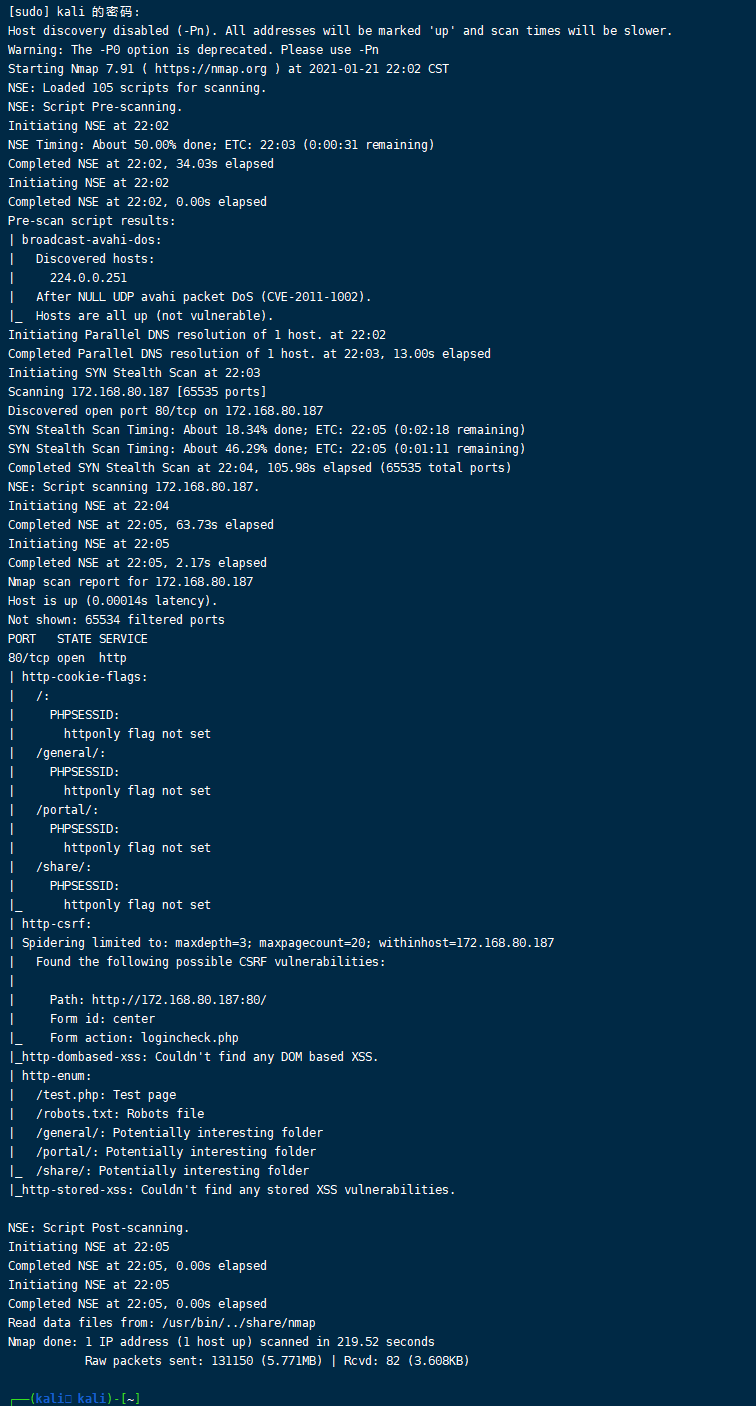 [sudo] kali 的密码:
Host discovery disabled (-Pn). All addresses will be marked 'up' and scan times will be slower.
Warning: The -P0 option is deprecated. Please use -Pn
Starting Nmap 7.91 ( https://nmap.org ) at 2021-01-21 22:02 CST
NSE: Loaded 105 scripts for scanning.
NSE: Script Pre-scanning.
Initiating NSE at 22:02
NSE Timing: About 50.00% done; ETC: 22:03 (0:00:31 remaining)
Completed NSE at 22:02, 34.03s elapsed
Initiating NSE at 22:02
Completed NSE at 22:02, 0.00s elapsed
Pre-scan script results:
| broadcast-avahi-dos:
|   Discovered hosts:
|     224.0.0.251
|   After NULL UDP avahi packet DoS (CVE-2011-1002).
|_  Hosts are all up (not vulnerable).
Initiating Parallel DNS resolution of 1 host. at 22:02
Completed Parallel DNS resolution of 1 host. at 22:03, 13.00s elapsed
Initiating SYN Stealth Scan at 22:03
Scanning 172.168.80.187 [65535 ports]
Discovered open port 80/tcp on 172.168.80.187
SYN Stealth Scan Timing: About 18.34% done; ETC: 22:05 (0:02:18 remaining)
SYN Stealth Scan Timing: About 46.29% done; ETC: 22:05 (0:01:11 remaining)
Completed SYN Stealth Scan at 22:04, 105.98s elapsed (65535 total ports)
NSE: Script scanning 172.168.80.187.
Initiating NSE at 22:04
Completed NSE at 22:05, 63.73s elapsed
Initiating NSE at 22:05
Completed NSE at 22:05, 2.17s elapsed
Nmap scan report for 172.168.80.187
Host is up (0.00014s latency).
Not shown: 65534 filtered ports
PORT   STATE SERVICE
80/tcp open  http
| http-cookie-flags:
|   /:
|     PHPSESSID:
|       httponly flag not set
|   /general/:
|     PHPSESSID:
|       httponly flag not set
|   /portal/:
|     PHPSESSID:
|       httponly flag not set
|   /share/:
|     PHPSESSID:
|_      httponly flag not set
| http-csrf:
| Spidering limited to: maxdepth=3; maxpagecount=20; withinhost=172.168.80.187
|   Found the following possible CSRF vulnerabilities:
|
|     Path: http://172.168.80.187:80/
|     Form id: center
|_    Form action: logincheck.php
|_http-dombased-xss: Couldn't find any DOM based XSS.
| http-enum:
|   /test.php: Test page
|   /robots.txt: Robots file
|   /general/: Potentially interesting folder
|   /portal/: Potentially interesting folder
|_  /share/: Potentially interesting folder
|_http-stored-xss: Couldn't find any stored XSS vulnerabilities.

NSE: Script Post-scanning.
Initiating NSE at 22:05
Completed NSE at 22:05, 0.00s elapsed
Initiating NSE at 22:05
Completed NSE at 22:05, 0.00s elapsed
Read data files from: /usr/bin/../share/nmap
Nmap done: 1 IP address (1 host up) scanned in 219.52 seconds
           Raw packets sent: 131150 (5.771MB) | Rcvd: 82 (3.608KB)

┌──(kali㉿kali)-[~]